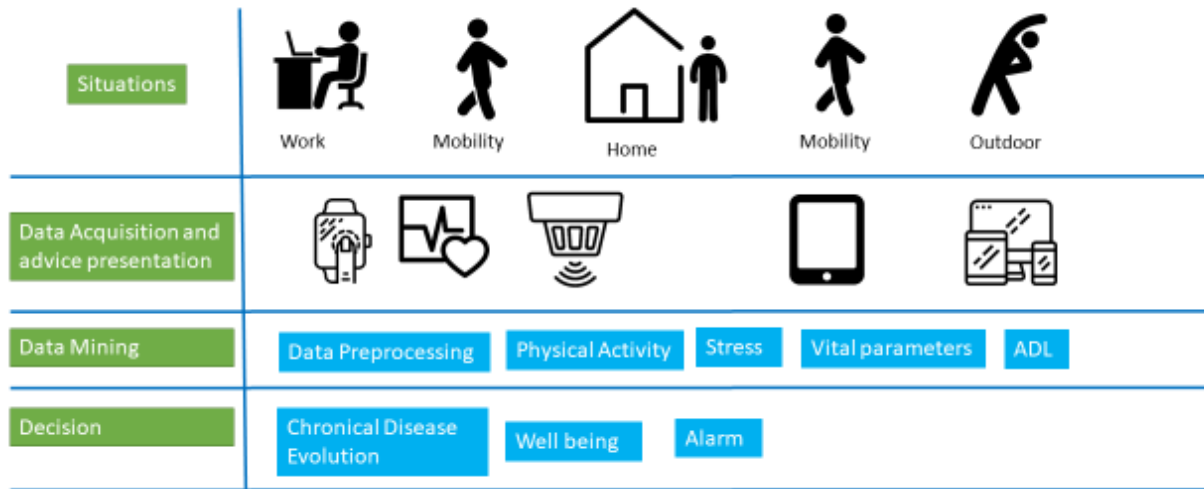 Situations
Work
Mobility
Home
Mobility
Outdoor
Data Acquisition and
advice presentation
Data Mining
Data Preprocessing
Physical Activity
Stress
Vital parameters
ADL
Decision
Chronical Disease
Evolution
Well being
Alarm